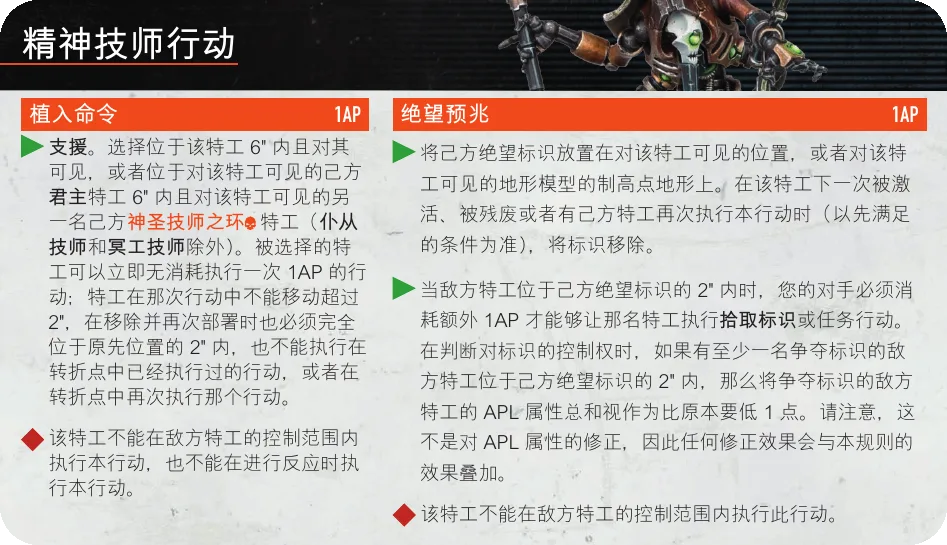 精神技师行动
植入命令 1AP
支援。选择位于该特工 6" 内且对其
可见，或者位于对该特工可见的己方
君主特工 6" 内且对该特工可见的另
一名己方神圣技师之环特工（仆从
技师和冥工技师除外）。被选择的特
工可以立即无消耗执行一次 1AP 的行
动；特工在那次行动中不能移动超过
2"，在移除并再次部署时也必须完全
位于原先位置的 2" 内，也不能执行在
转折点中已经执行过的行动，或者在
转折点中再次执行那个行动。
该特工不能在敌方特工的控制范围内
执行本行动，也不能在进行反应时执
行本行动。
绝望预兆 1AP
将己方绝望标识放置在对该特工可见的位置，或者对该特
工可见的地形模型的制高点地形上。在该特工下一次被激
活、被残废或者有己方特工再次执行本行动时（以先满足
的条件为准），将标识移除。
当敌方特工位于己方绝望标识的 2" 内时，您的对手必须消
耗额外 1AP 才能够让那名特工执行拾取标识或任务行动。
在判断对标识的控制权时，如果有至少一名争夺标识的敌
方特工位于己方绝望标识的 2" 内，那么将争夺标识的敌方
特工的 APL 属性总和视作为比原本要低 1 点。请注意，这
不是对 APL 属性的修正，因此任何修正效果会与本规则的
效果叠加。
该特工不能在敌方特工的控制范围内执行此行动。